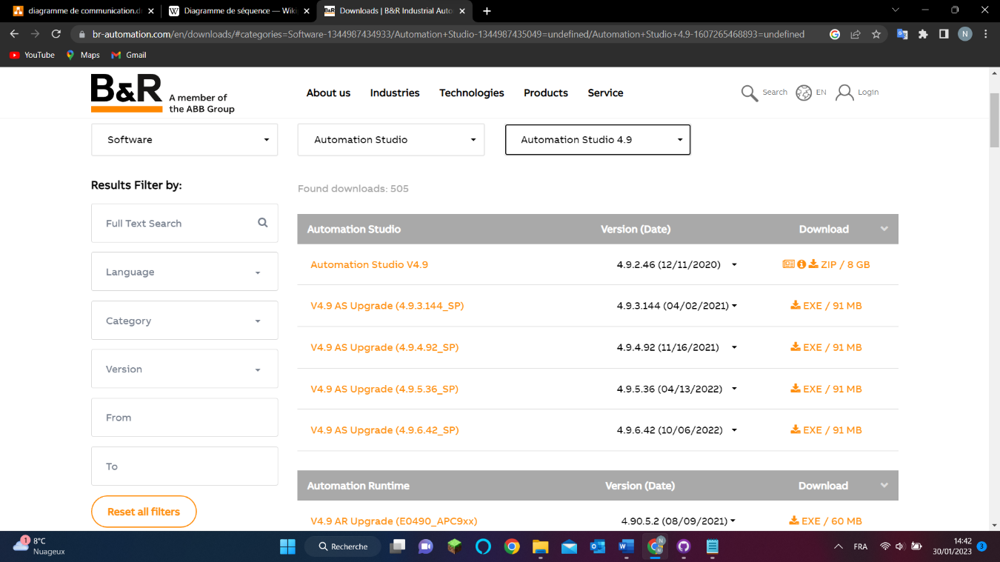 diagramme de communication.d
Diagramme de séquence — Wiki
Downloads | B&R Industrial Auto
br-automation.com/en/downloads/#categories=Software-1344987434933/Automation+Studio-1344987435049=undefined/Automation+Studio+4.9-1607265468893=undefined
N
YouTube
Maps
Gmail
B&R
A member of
the ABB Group
About us
Industries
Technologies
Products
Service
Search
EN
Login
Software
Automation Studio
Automation Studio 4.9
Results Filter by:
Found downloads: 505
Full Text Search
Language
Category
Version
From
To
Reset all filters
Automation Studio Version (Date) Download
Automation Studio V4.9 4.9.2.46 (12/11/2020) ZIP / 8 GB
V4.9 AS Upgrade (4.9.3.144_SP) 4.9.3.144 (04/02/2021) EXE / 91 MB
V4.9 AS Upgrade (4.9.4.92_SP) 4.9.4.92 (11/16/2021) EXE / 91 MB
V4.9 AS Upgrade (4.9.5.36_SP) 4.9.5.36 (04/13/2022) EXE / 91 MB
V4.9 AS Upgrade (4.9.6.42_SP) 4.9.6.42 (10/06/2022) EXE / 91 MB
Automation Runtime Version (Date) Download
V4.9 AR Upgrade (E0490_APC9xx) 4.90.5.2 (08/09/2021) EXE / 60 MB
1
8°C
Nuageux
Recherche
FRA
14:42
30/01/2023
3